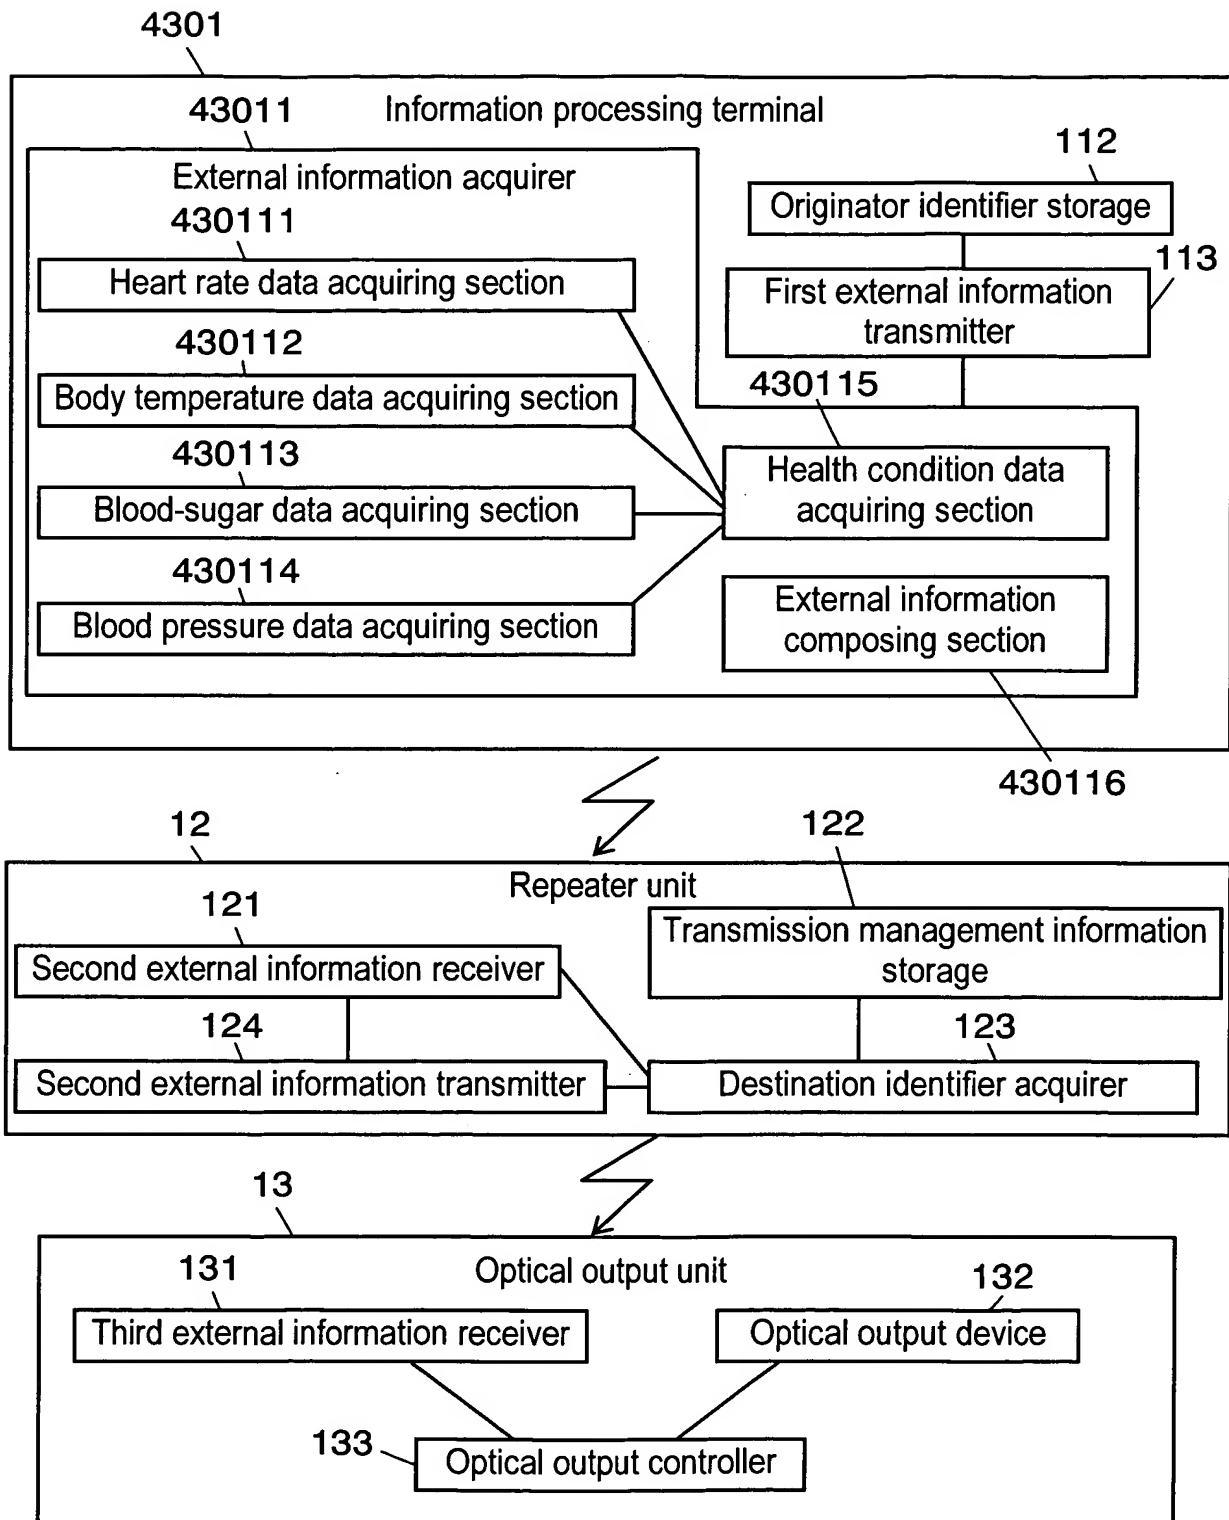 4301
43011
Information processing terminal
112
External information acquirer
Originator identifier storage
430111
113
Heart rate data acquiring section
First external information
transmitter
430112
430115
Body temperature data acquiring section
430113
Health condition data
acquiring section
Blood-sugar data acquiring section
430114
External information
composing section
Blood pressure data acquiring section
430116
12
122
Repeater unit
121
Transmission management information
storage
Second external information receiver
124
123
Second external information transmitter
Destination identifier acquirer
13
131
Optical output unit
132
Third external information receiver
Optical output device
133
Optical output controller